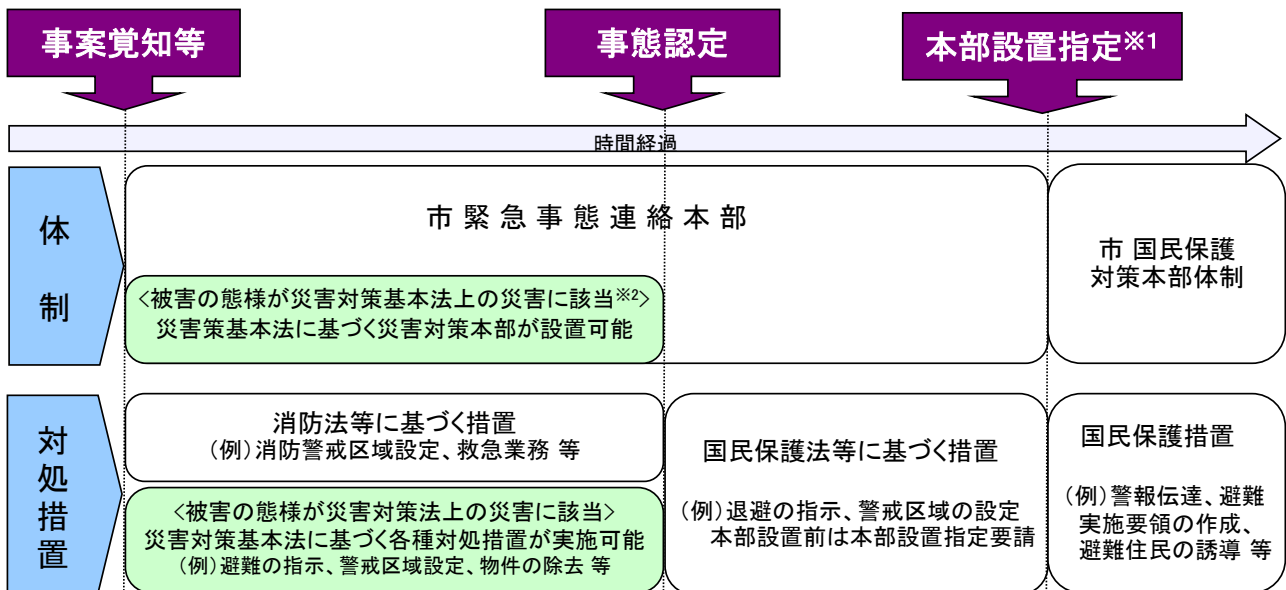 事案覚知等
事態認定
本部設置指定※1
時間経過
体
制
市緊急事態連絡本部
<被害の態様が災害対策基本法上の災害に該当※2>
災害策基本法に基づく災害対策本部が設置可能
市 国民保護
対策本部体制
対
処
措
置
消防法等に基づく措置
(例)消防警戒区域設定、救急業務 等
<被害の態様が災害対策法上の災害に該当>
災害対策基本法に基づく各種対処措置が実施可能
(例)避難の指示、警戒区域設定、物件の除去 等
国民保護法等に基づく措置
(例)退避の指示、警戒区域の設定
本部設置前は本部設置指定要請
国民保護措置
(例)警報伝達、避難
実施要領の作成、
避難住民の誘導 等